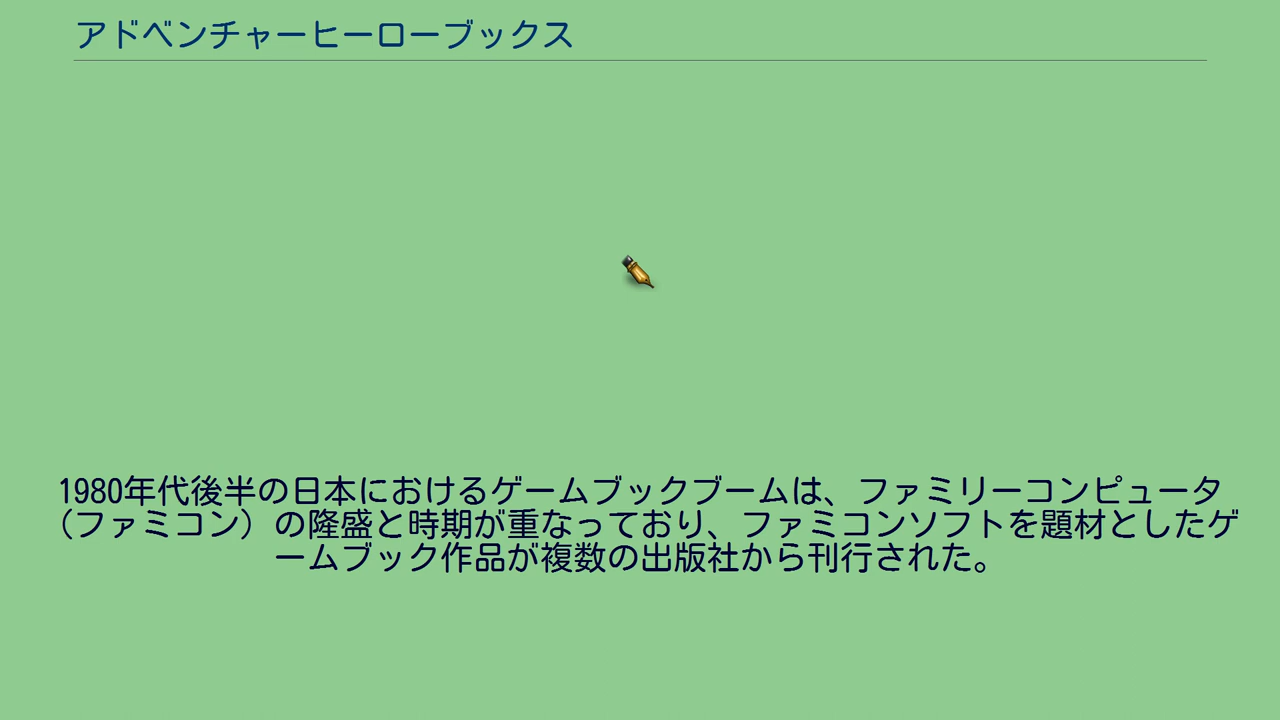 アドベンチャーヒーローブックス
1980年代後半の日本におけるゲームブックブームは、ファミリーコンピュータ
（ファミコン）の隆盛と時期が重なっており、ファミコンソフトを題材としたゲ
ームブック作品が複数の出版社から刊行された。